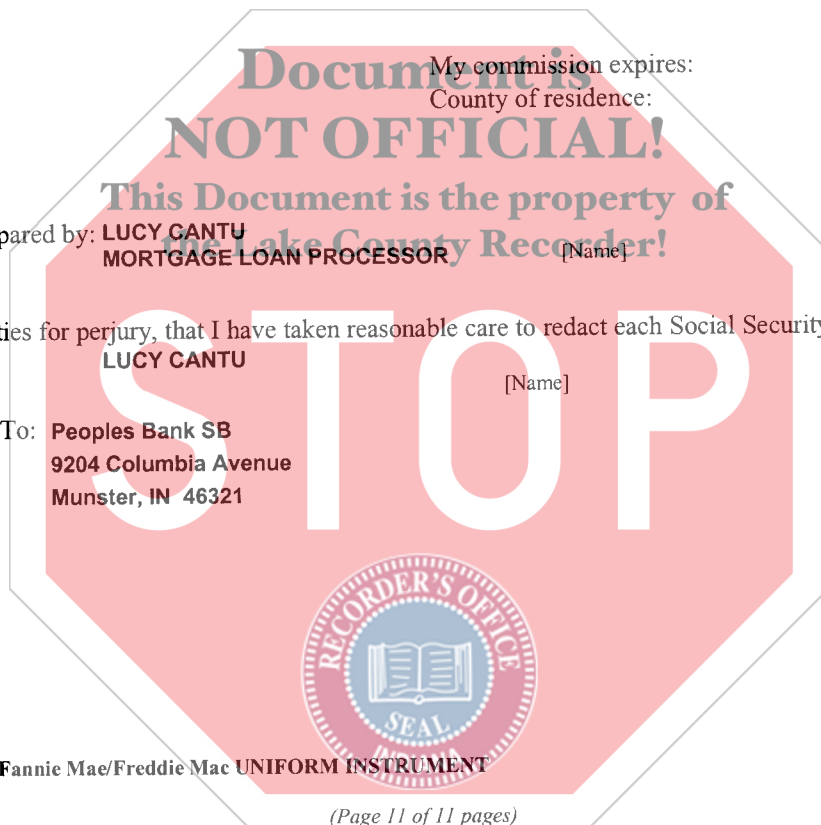 Document is
My commission expires:
County of residence:
NOT OFFICIAL!
This Document is the property of
the Lake County Recorder!
pared by: LUCY CANTU
MORTGAGE LOAN PROCESSOR [Name]
ties for perjury, that I have taken reasonable care to redact each Social Security
LUCY CANTU
[Name]
STOP
To: Peoples Bank SB
9204 Columbia Avenue
Munster, IN 46321
RECORDER'S OFFICE
SEAL
INDIANA
Fannie Mae/Freddie Mac UNIFORM INSTRUMENT
(Page 11 of 11 pages)